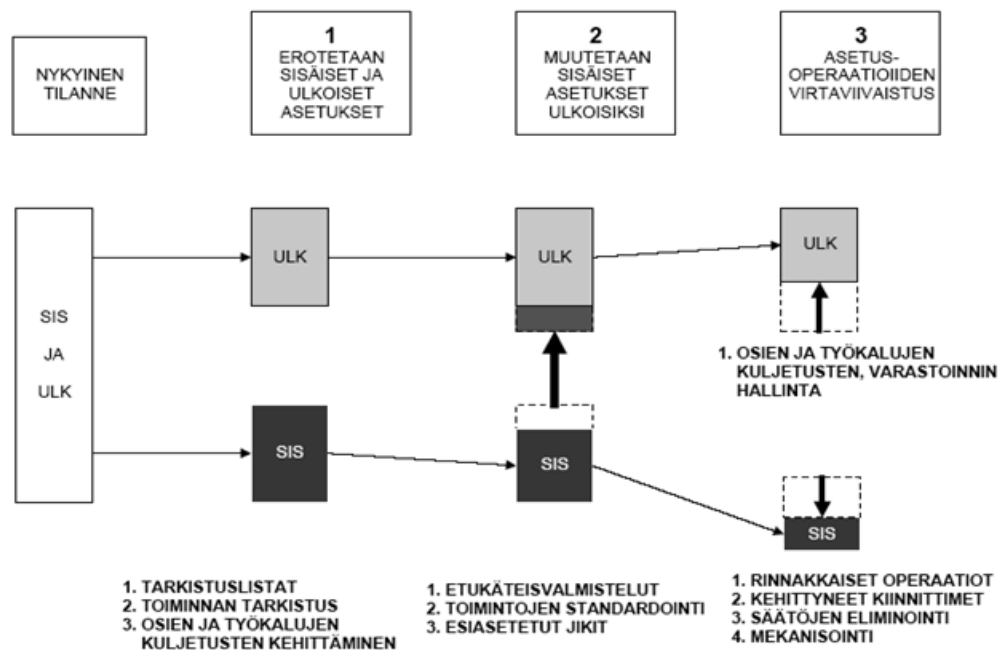 NYKYINEN
TILANNE
1
EROTETAAN
SISÄISET JA
ULKOISET
ASETUKSET
2
MUUTETAAN
SISÄISET
ASETUKSET
ULKOISIKSI
3
ASETUS-
OPERAATIOIIDEN
VIRTAVIIVAISTUS
SIS
JA
ULK
ULK
ULK
ULK
1. OSIEN JA TYÖKALUJEN
KULJETUSTEN, VARASTOINNIN
HALLINTA
SIS
SIS
SIS
1. TARKISTUSLISTAT
2. TOIMINNAN TARKISTUS
3. OSIEN JA TYÖKALUJEN
KULJETUSTEN KEHITTÄMINEN
1. ETUKÄTEISVALMISTELUT
2. TOIMINTOJEN STANDARDOINTI
3. ESIASETETUT JIKIT
1. RINNAKKAISET OPERAATIOT
2. KEHITTYNEET KIINNITTIMET
3. SÄÄTÖJEN ELIMINOINTI
4. MEKANISOINTI